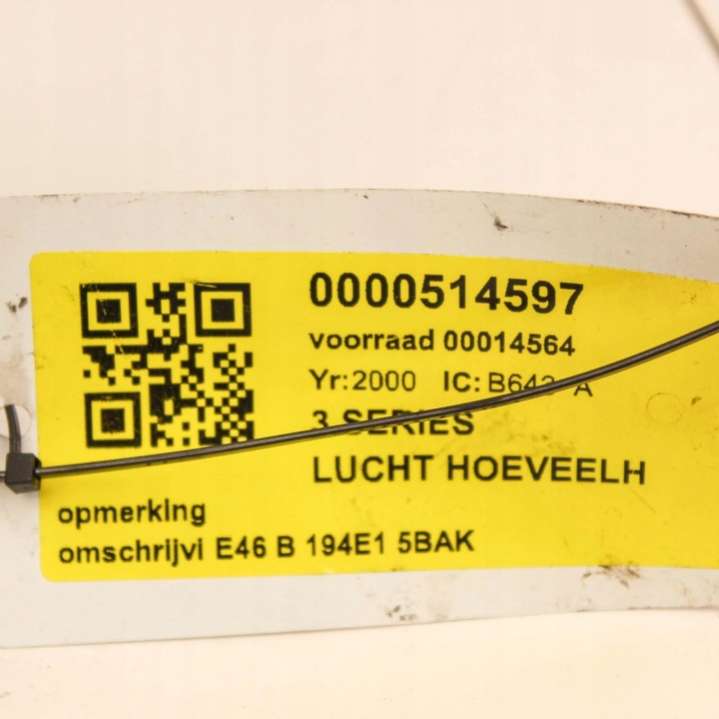 0000514597
voorraad 00014564
Yr:2000 IC:
3 SERIES
LUCHT HOEVEELH
opmerking
omschrijvi E46 B 194E1 5BAK